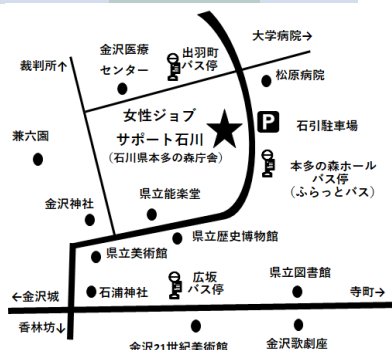 大学病院→
金沢医療
センター
出羽町
バス停
裁判所↑
松原病院
女性ジョブ
サポート石川
(石川県本多の森庁舎)
P
石引駐車場
兼六園
本多の森ホール
バス停
(ふらっとバス)
県立能楽堂
金沢神社
県立歴史博物館
県立美術館
広坂
バス停
県立図書館
←金沢城
石浦神社
寺町→
香林坊↓
金沢21世紀美術館
金沢歌劇座